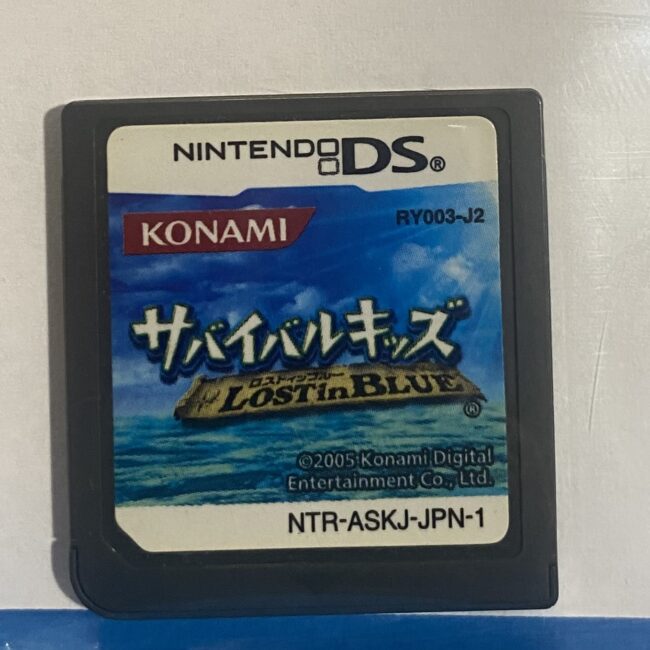 NINTENDO DS®
KONAMI
RY003-J2
サバイバルキッズ
ロストインブルー
LOST in BLUE®
©2005 Konami Digital
Entertainment Co., Ltd.
NTR-ASKJ-JPN-1